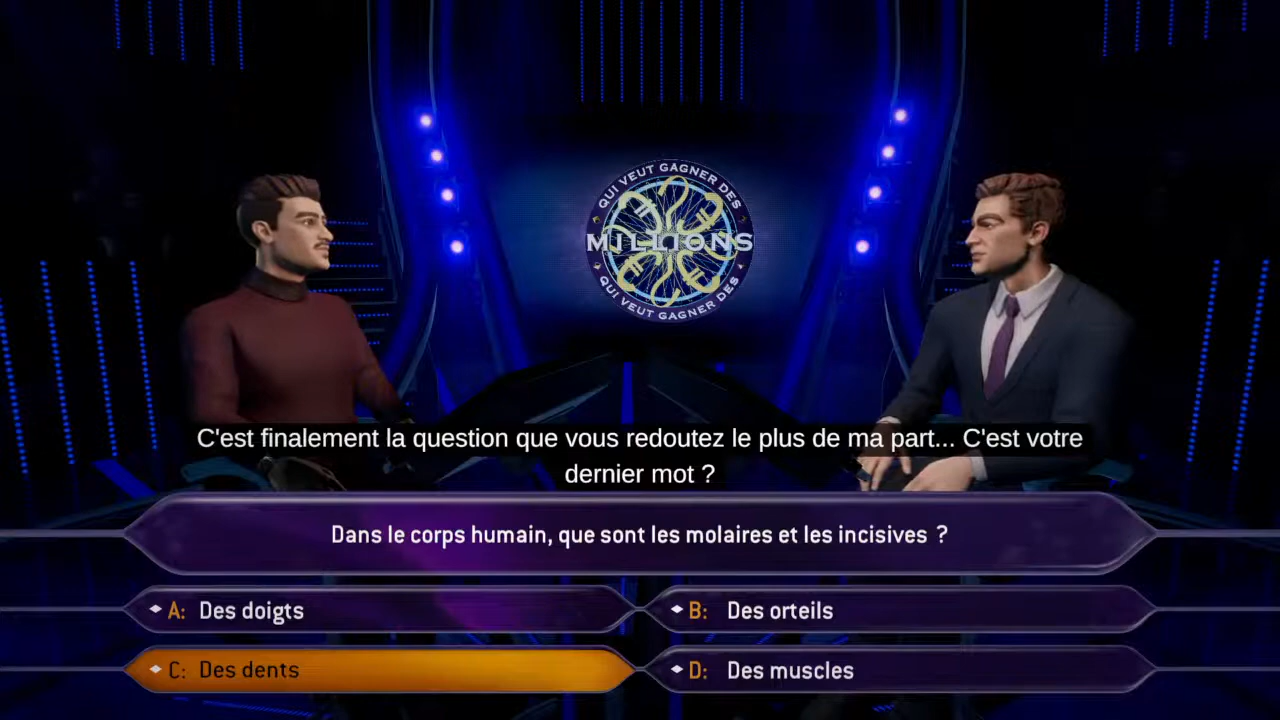 QUI VEUT GAGNER DES
MILLIONS
QUI VEUT GAGNER DES
C'est finalement la question que vous redoutez le plus de ma part... C'est votre
dernier mot ?
Dans le corps humain, que sont les molaires et les incisives ?
A: Des doigts
B: Des orteils
C: Des dents
D: Des muscles